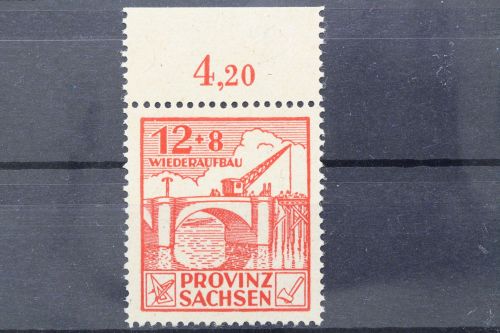 4,20
12+8
WIEDERAUFBAU
PROVINZ
SACHSEN